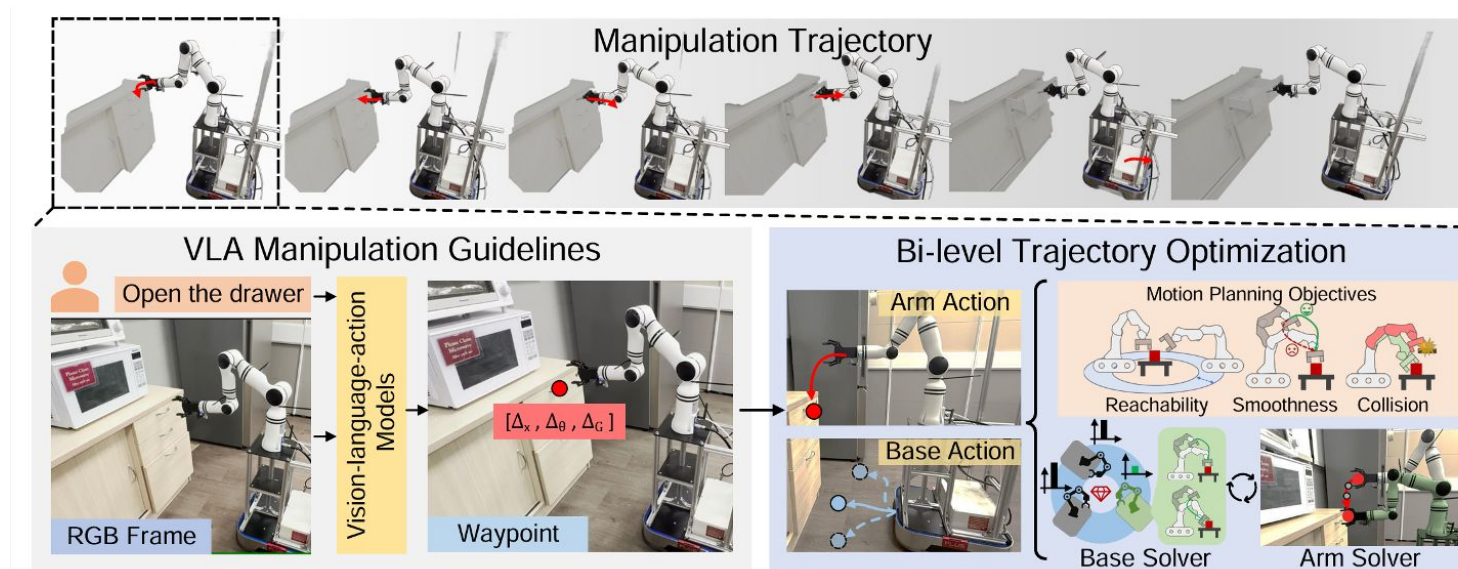 Manipulation Trajectory
VLA Manipulation Guidelines
Open the drawer
RGB Frame
Vision-language-action
Models
[Δx , Δθ , ΔG ]
Waypoint
Bi-level Trajectory Optimization
Arm Action
Base Action
Motion Planning Objectives
Reachability
Smoothness
Collision
Base Solver
Arm Solver